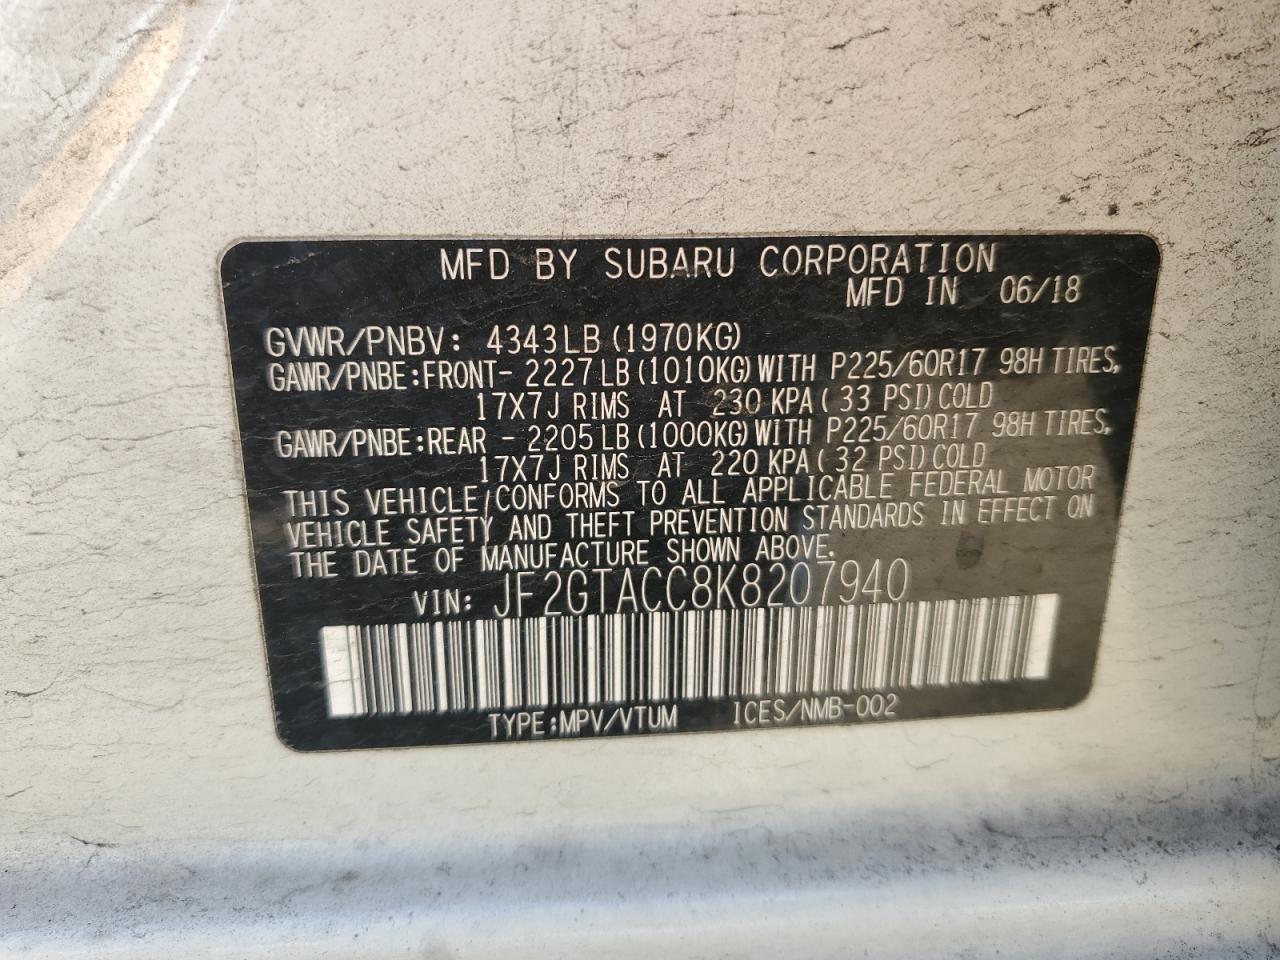 MFD BY SUBARU CORPORATION
MFD IN 06/18
GVWR/PNBV: 4343LB(1970KG)
GAWR/PNBE:FRONT- 2227LB(1010KG)WITH P225/60R17 98H TIRES,
17X7J RIMS AT 230 KPA( 33 PSI)COLD
GAWR/PNBE:REAR - 2205LB(1000KG)WITH P225/60R17 98H TIRES,
17X7J RIMS AT 220 KPA( 32 PSI)COLD
THIS VEHICLE CONFORMS TO ALL APPLICABLE FEDERAL MOTOR
VEHICLE SAFETY AND THEFT PREVENTION STANDARDS IN EFFECT ON
THE DATE OF MANUFACTURE SHOWN ABOVE.
VIN: JF2GTACC8K8207940
TYPE:MPV/VTUM ICES/NMB-002